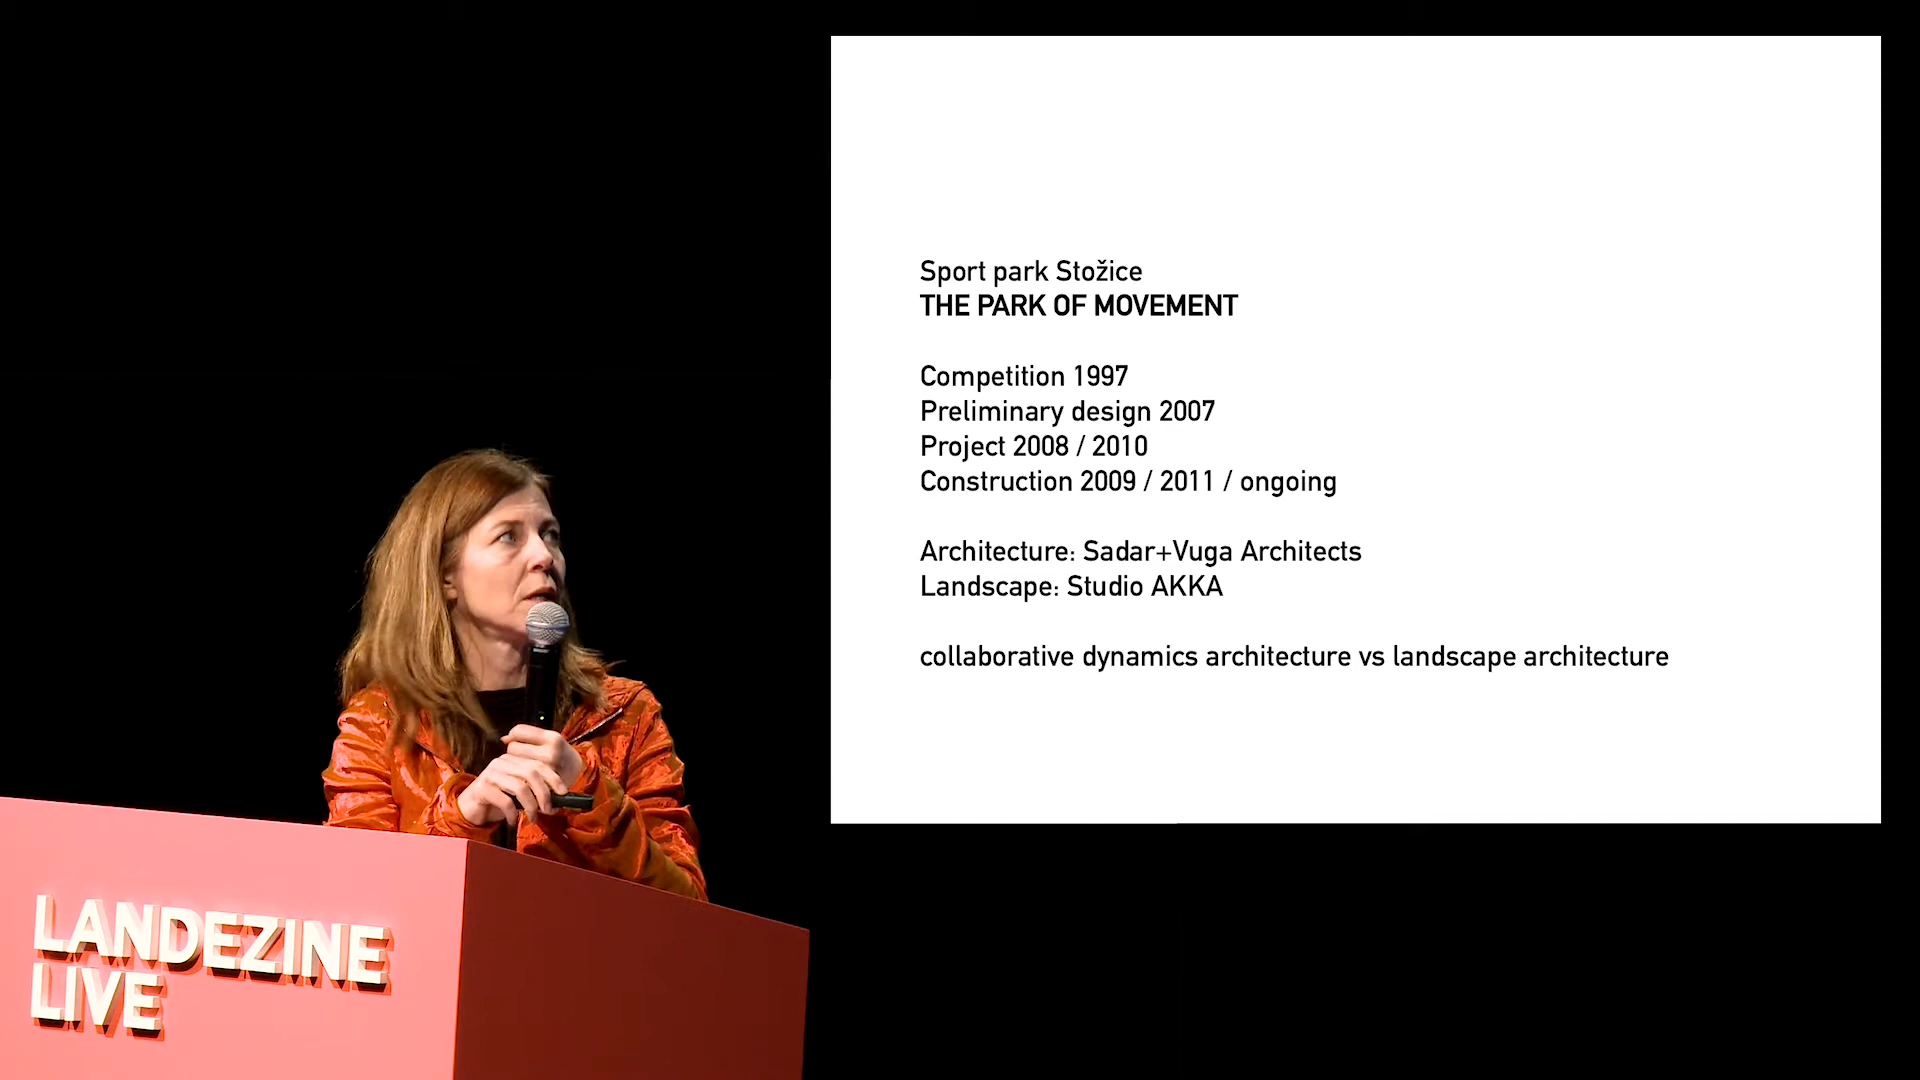 Sport park Stožice
THE PARK OF MOVEMENT
Competition 1997
Preliminary design 2007
Project 2008 / 2010
Construction 2009 / 2011 / ongoing
Architecture: Sadar+Vuga Architects
Landscape: Studio AKKA
collaborative dynamics architecture vs landscape architecture
LANDEZINE
LIVE